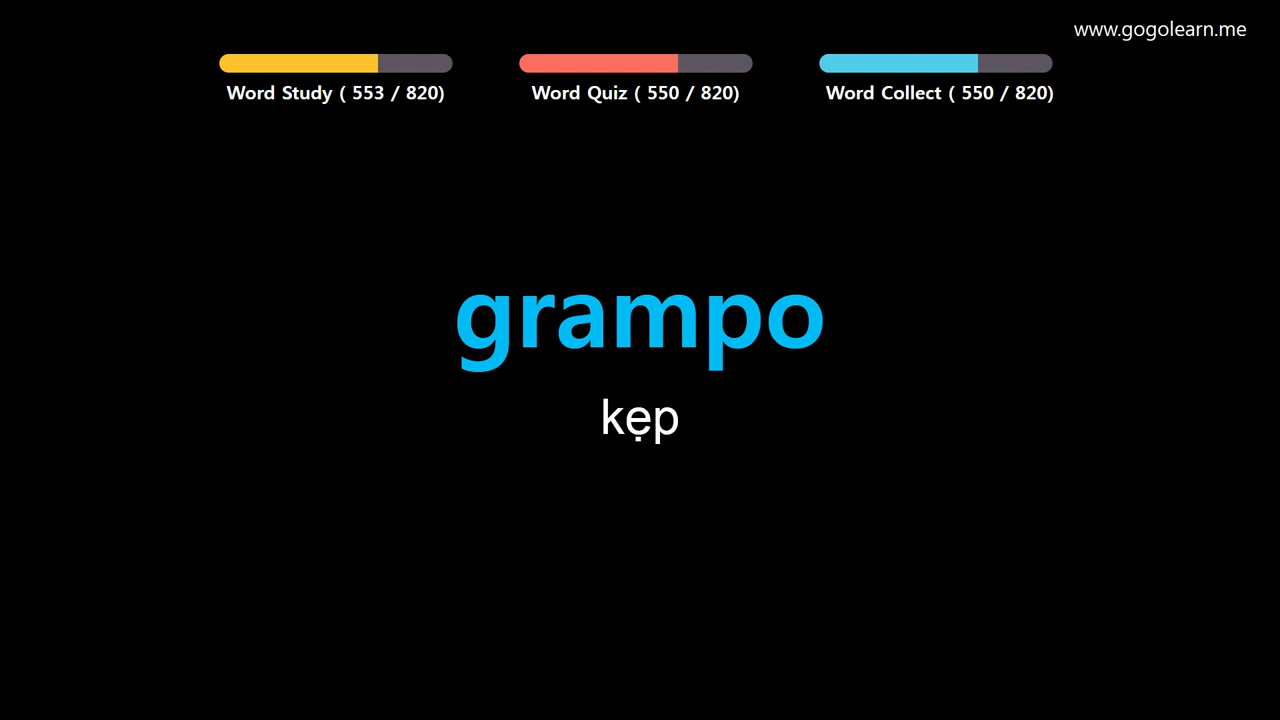 www.gogolearn.me
Word Study ( 553 / 820)
Word Quiz ( 550 / 820)
Word Collect ( 550 / 820)
grampo
kẹp